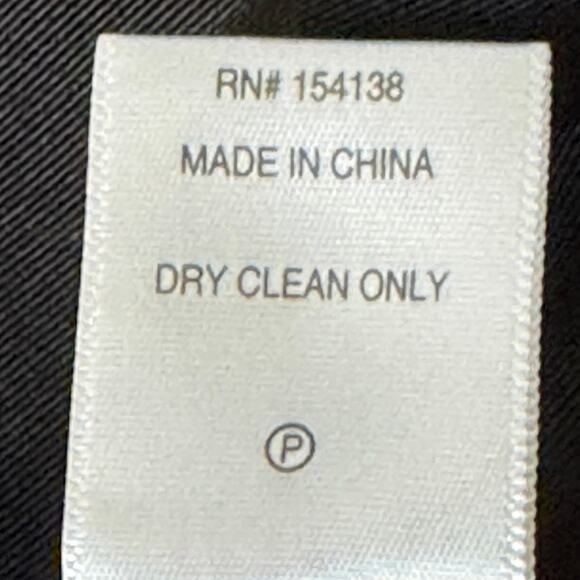 RN# 154138
MADE IN CHINA
DRY CLEAN ONLY
Ⓟ